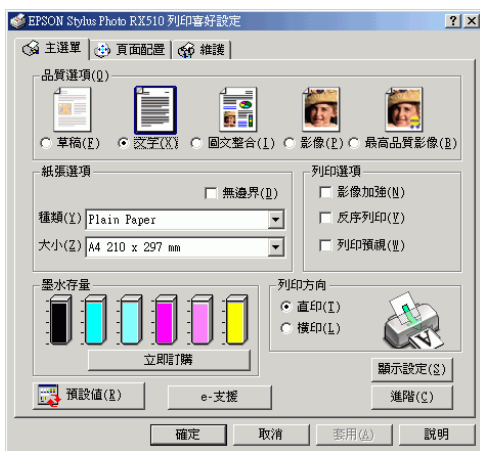 EPSON Stylus Photo RX510 列印喜好設定
主選單 頁面配置 維護
品質選項(Q)
草稿(F) 文字(X) 圖文整合(I) 影像(P) 最高品質影像(B)
紙張選項
無邊界(D)
種類(Y) Plain Paper
大小(Z) A4 210 x 297 mm
列印選項
影像加強(N)
反序列印(V)
列印預視(W)
墨水存量
立即訂購
列印方向
直印(T)
橫印(L)
顯示設定(S)
預設值(R) e-支援 進階(C)
確定 取消 套用(A) 說明